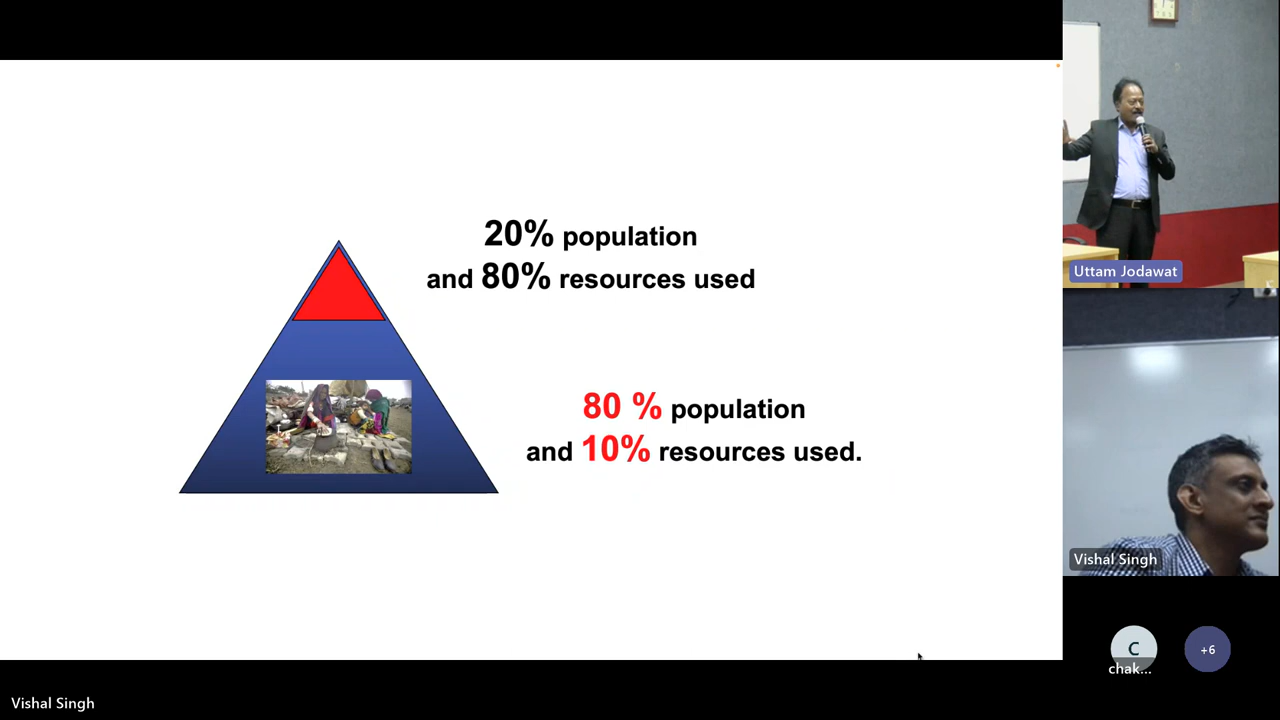 20% population
and 80% resources used
80 % population
and 10% resources used.
Uttam Jodawat
Vishal Singh
C
chak...
+6
Vishal Singh